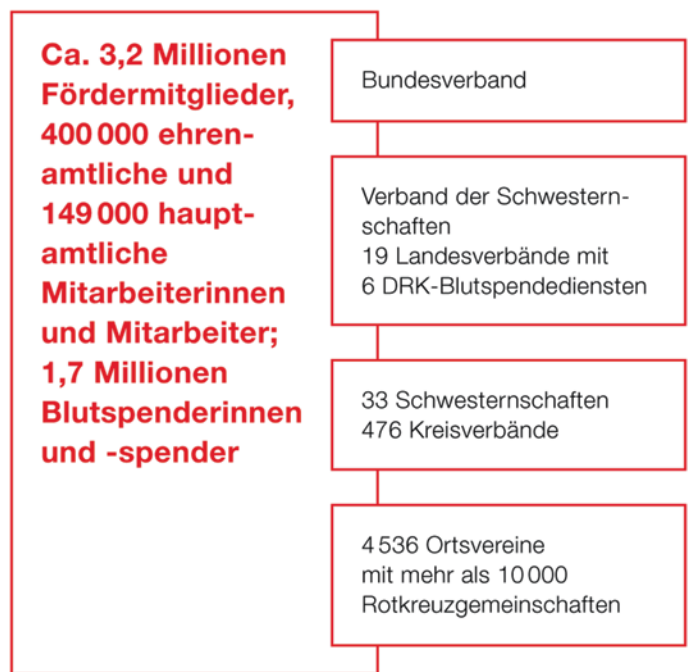 Ca. 3,2 Millionen
Fördermitglieder,
400 000 ehren-
amtliche und
149 000 haupt-
amtliche
Mitarbeiterinnen
und Mitarbeiter;
1,7 Millionen
Blutspenderinnen
und -spender
Bundesverband
Verband der Schwestern-
schaften
19 Landesverbände mit
6 DRK-Blutspendediensten
33 Schwesternschaften
476 Kreisverbände
4 536 Ortsvereine
mit mehr als 10 000
Rotkreuzgemeinschaften